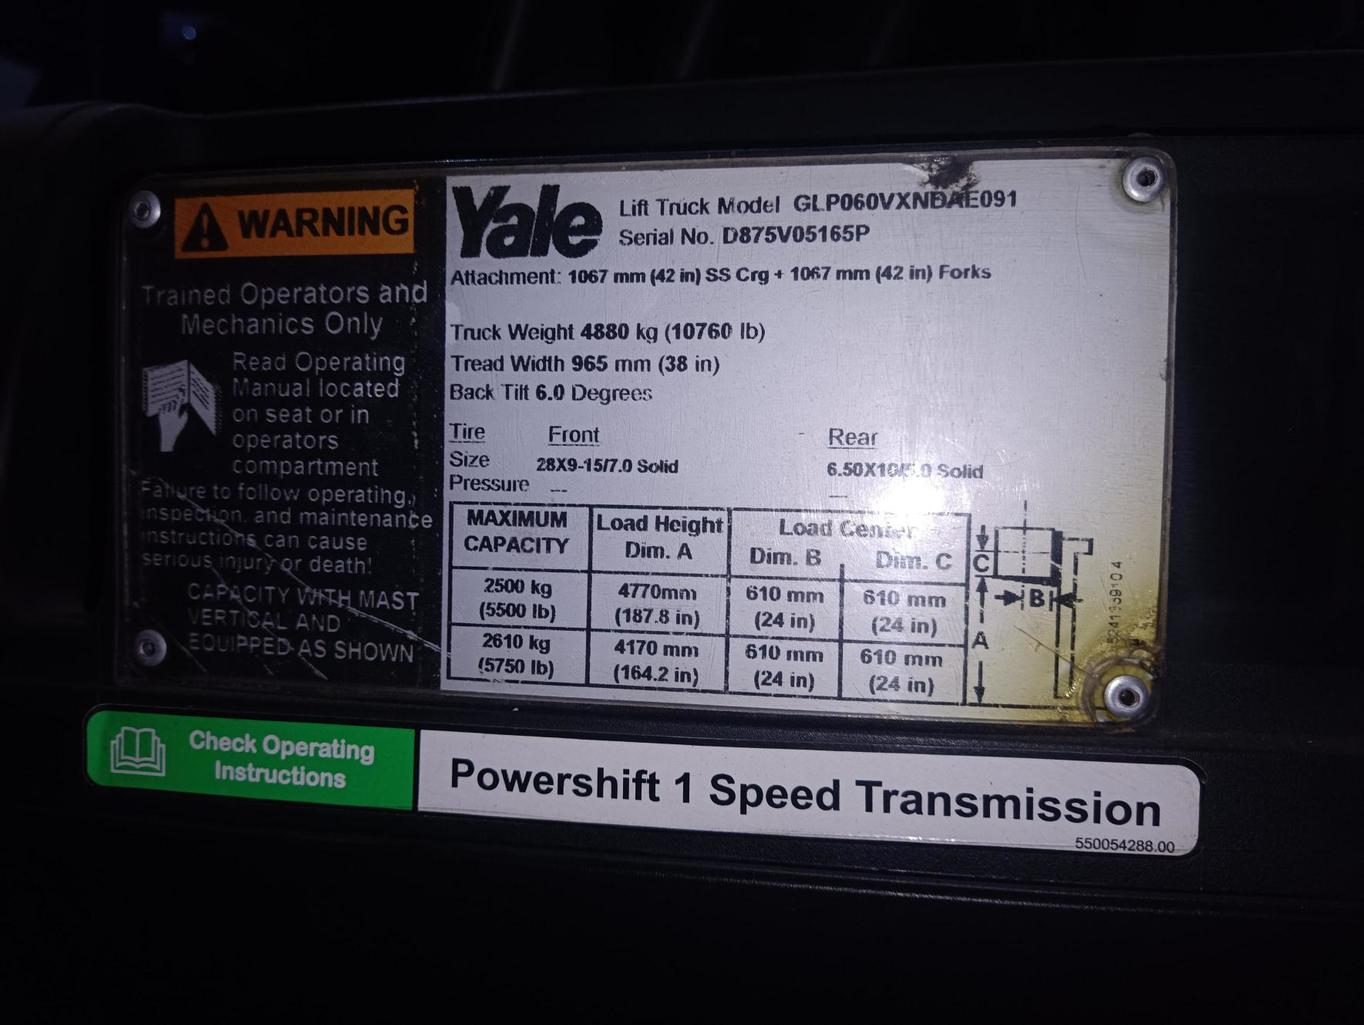 WARNING
Trained Operators and
Mechanics Only
Read Operating
Manual located
on seat or in
operators
compartment
Failure to follow operating,
inspection, and maintenance
instructions can cause
serious injury or death!
CAPACITY WITH MAST
VERTICAL AND
EQUIPPED AS SHOWN
Yale
Lift Truck Model GLP060VXNDAE091
Serial No. D875V05165P
Attachment: 1067 mm (42 in) SS Crg + 1067 mm (42 in) Forks
Truck Weight 4880 kg (10760 lb)
Tread Width 965 mm (38 in)
Back Tilt 6.0 Degrees
Tire Front Rear
Size 28X9-15/7.0 Solid Solid
Pressure -- --
MAXIMUM CAPACITY Load Height Dim. A Load Center Dim. B Dim. C
2500 kg 4770mm 610 mm 610 mm
(5500 lb) (187.8 in) (24 in) (24 in)
2610 kg 4170 mm 610 mm 610 mm
(5750 lb) (164.2 in) (24 in) (24 in)
C
B
A
Check Operating
Instructions
Powershift 1 Speed Transmission
550054288.00